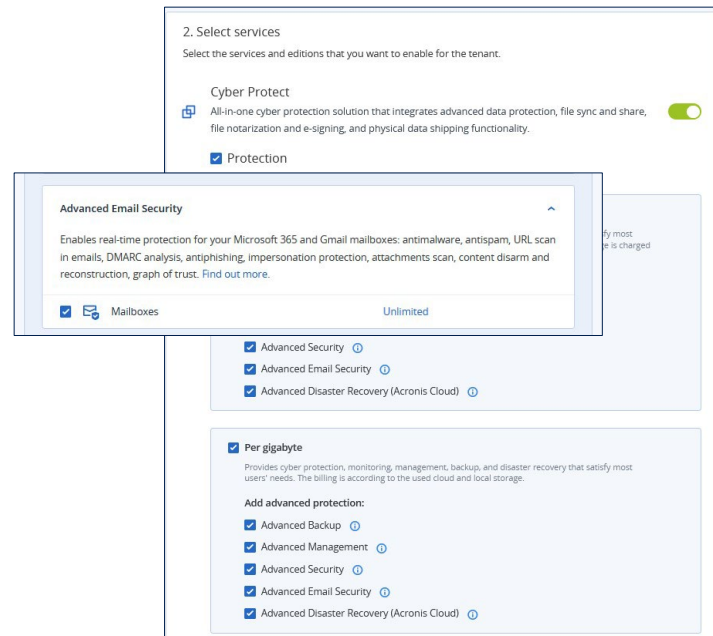 2. Select services
Select the services and editions that you want to enable for the tenant.
Cyber Protect
All-in-one cyber protection solution that integrates advanced data protection, file sync and share,
file notarization and e-signing, and physical data shipping functionality.
Protection
Advanced Email Security
Enables real-time protection for your Microsoft 365 and Gmail mailboxes: antimalware, antispam, URL scan
in emails, DMARC analysis, antiphishing, impersonation protection, attachments scan, content disarm and
reconstruction, graph of trust. Find out more.
Mailboxes Unlimited
fy most
e is charged
Advanced Security
Advanced Email Security
Advanced Disaster Recovery (Acronis Cloud)
Per gigabyte
Provides cyber protection, monitoring, management, backup, and disaster recovery that satisfy most
users' needs. The billing is according to the used cloud and local storage.
Add advanced protection:
Advanced Backup
Advanced Management
Advanced Security
Advanced Email Security
Advanced Disaster Recovery (Acronis Cloud)